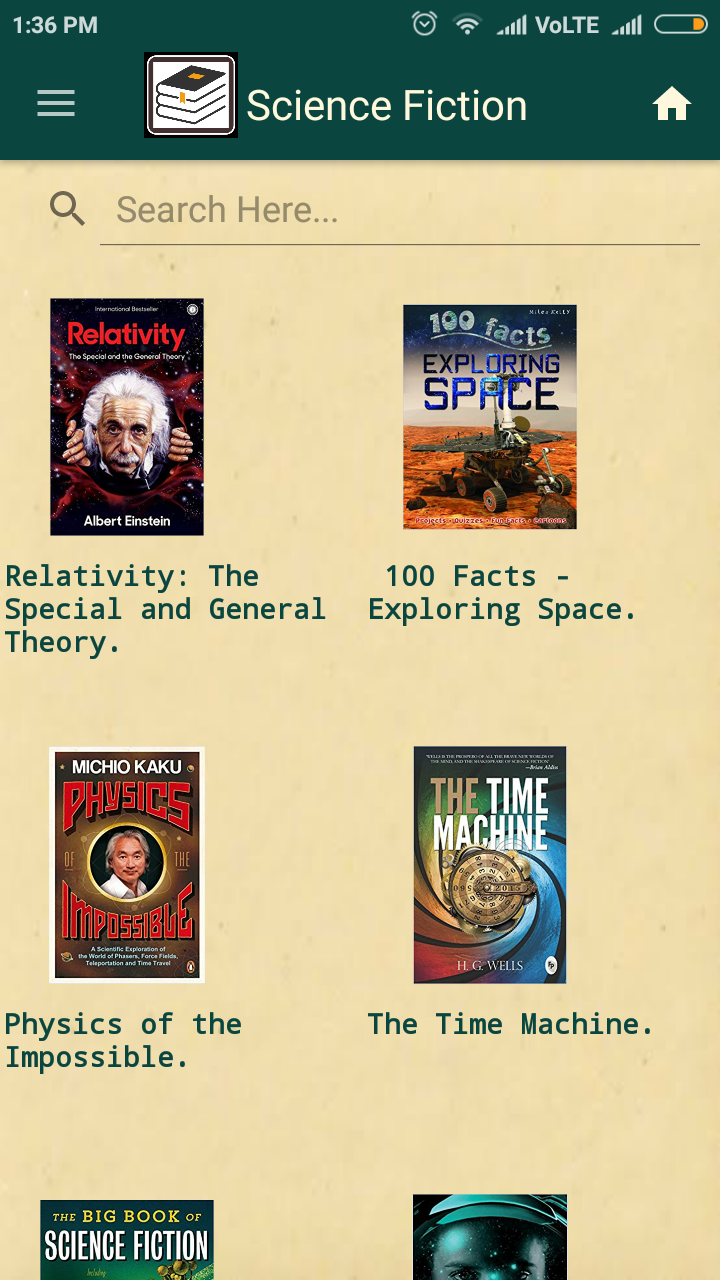 1:36 PM
VoLTE
Science Fiction
Search Here...
International Bestseller
Relativity
The Special and the General Theory
Albert Einstein
Miles Kelly
100 facts
EXPLORING
SPACE
Projects • Quizzes • Fun Facts • Cartoons
Relativity: The
Special and General
Theory.
100 Facts -
Exploring Space.
MICHIO KAKU
PHYSICS
OF THE
IMPOSSIBLE
A Scientific Exploration of
the World of Phasers, Force Fields,
Teleportation and Time Travel
"WELLS IS THE PROSPERO OF ALL THE BRAVE NEW WORLDS OF
THE MIND, AND THE SHAKESPEARE OF SCIENCE FICTION"
—Brian Aldiss
THE TIME
MACHINE
H. G. WELLS
FP
Physics of the
Impossible.
The Time Machine.
THE BIG BOOK OF
SCIENCE FICTION
Including